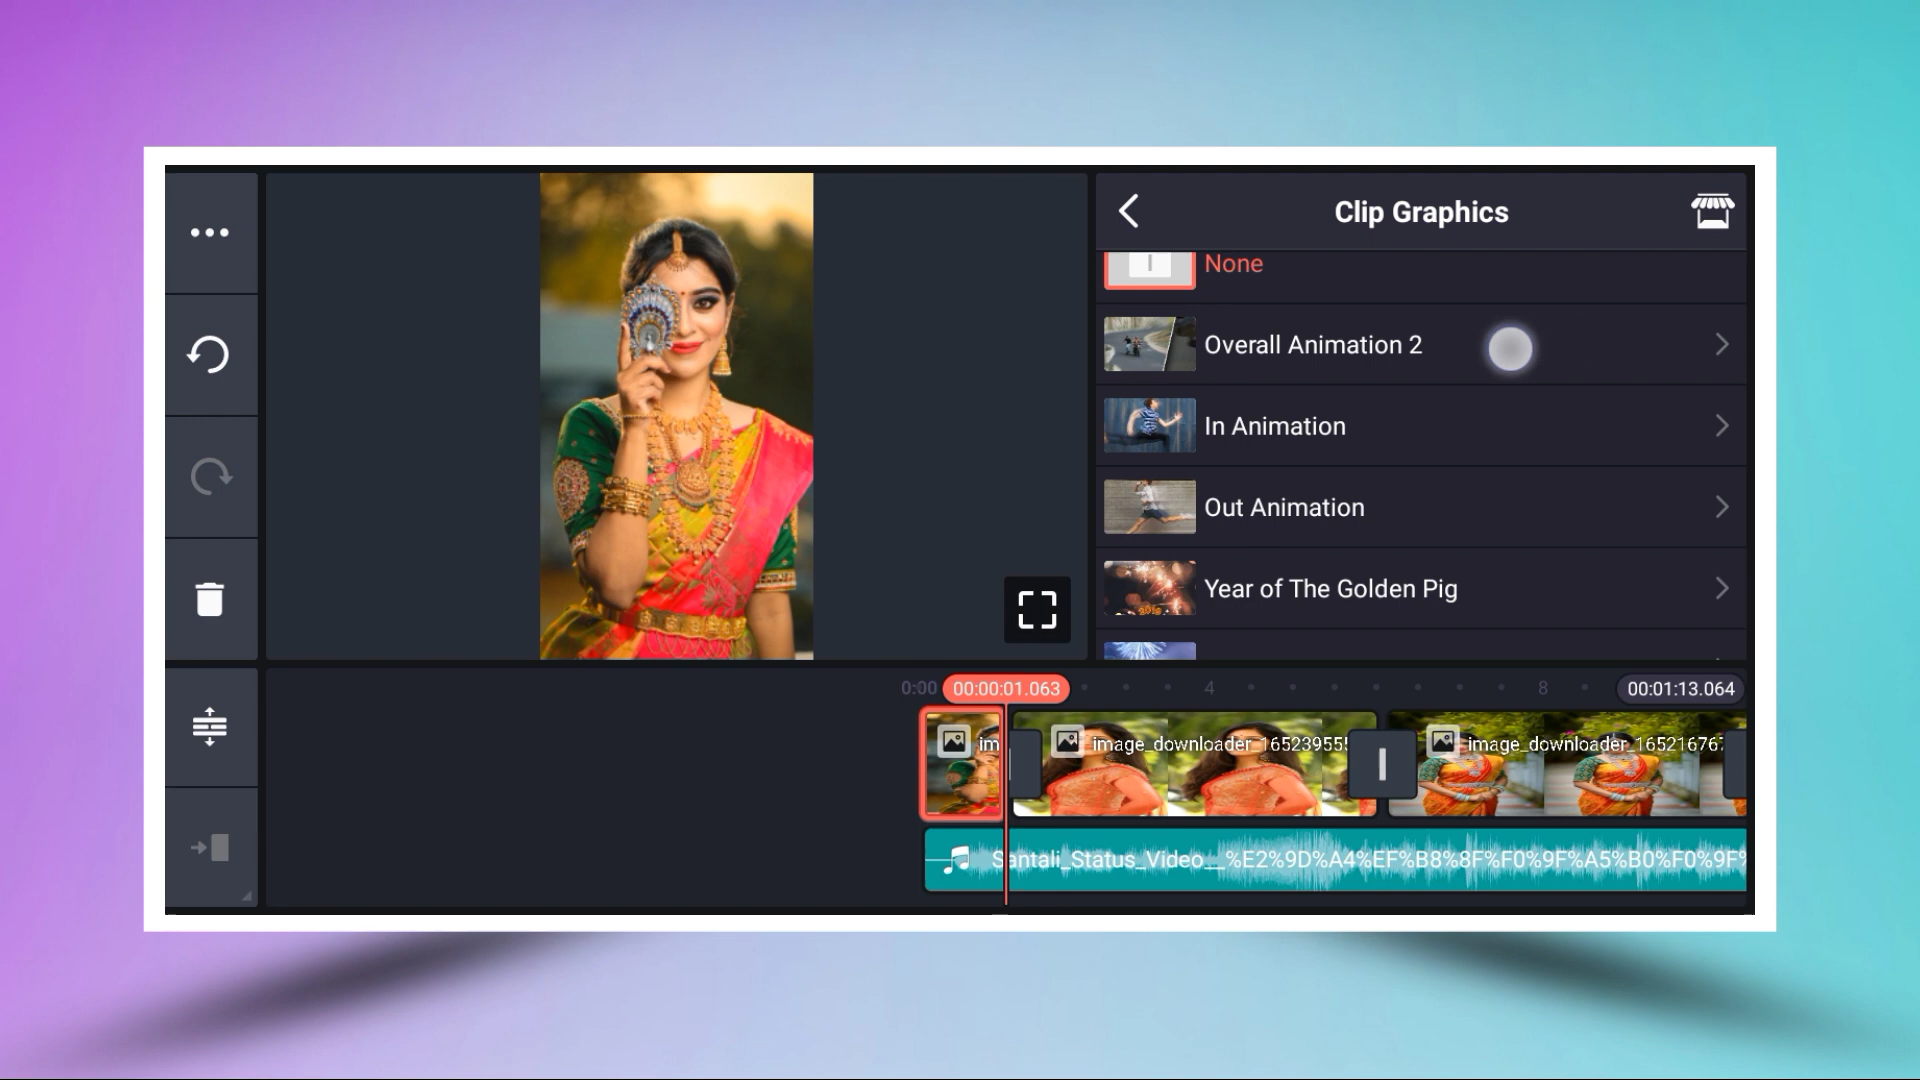 Clip Graphics
None
Overall Animation 2
In Animation
Out Animation
Year of The Golden Pig
0:00
00:00:01.063
4
8
00:01:13.064
im
image_downloader_165239555
image_downloader_165216767
Santali_Status_Video__%E2%9D%A4%EF%B8%8F%F0%9F%A5%B0%F0%9F%